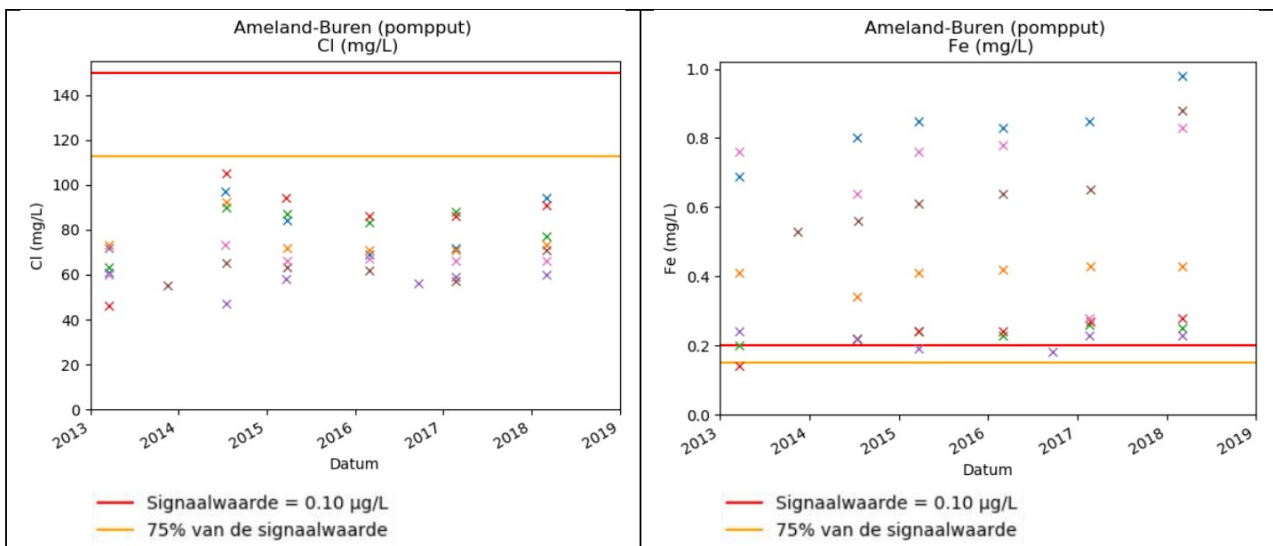 Ameland-Buren (pompput)
Cl (mg/L)
140
120
100
80
60
40
20
0
Cl (mg/L)
2013
2014
2015
2016
2017
2018
2019
Datum
Signaalwaarde = 0.10 µg/L
75% van de signaalwaarde
Ameland-Buren (pompput)
Fe (mg/L)
1.0
0.8
0.6
0.4
0.2
0.0
Fe (mg/L)
2013
2014
2015
2016
2017
2018
2019
Datum
Signaalwaarde = 0.10 µg/L
75% van de signaalwaarde